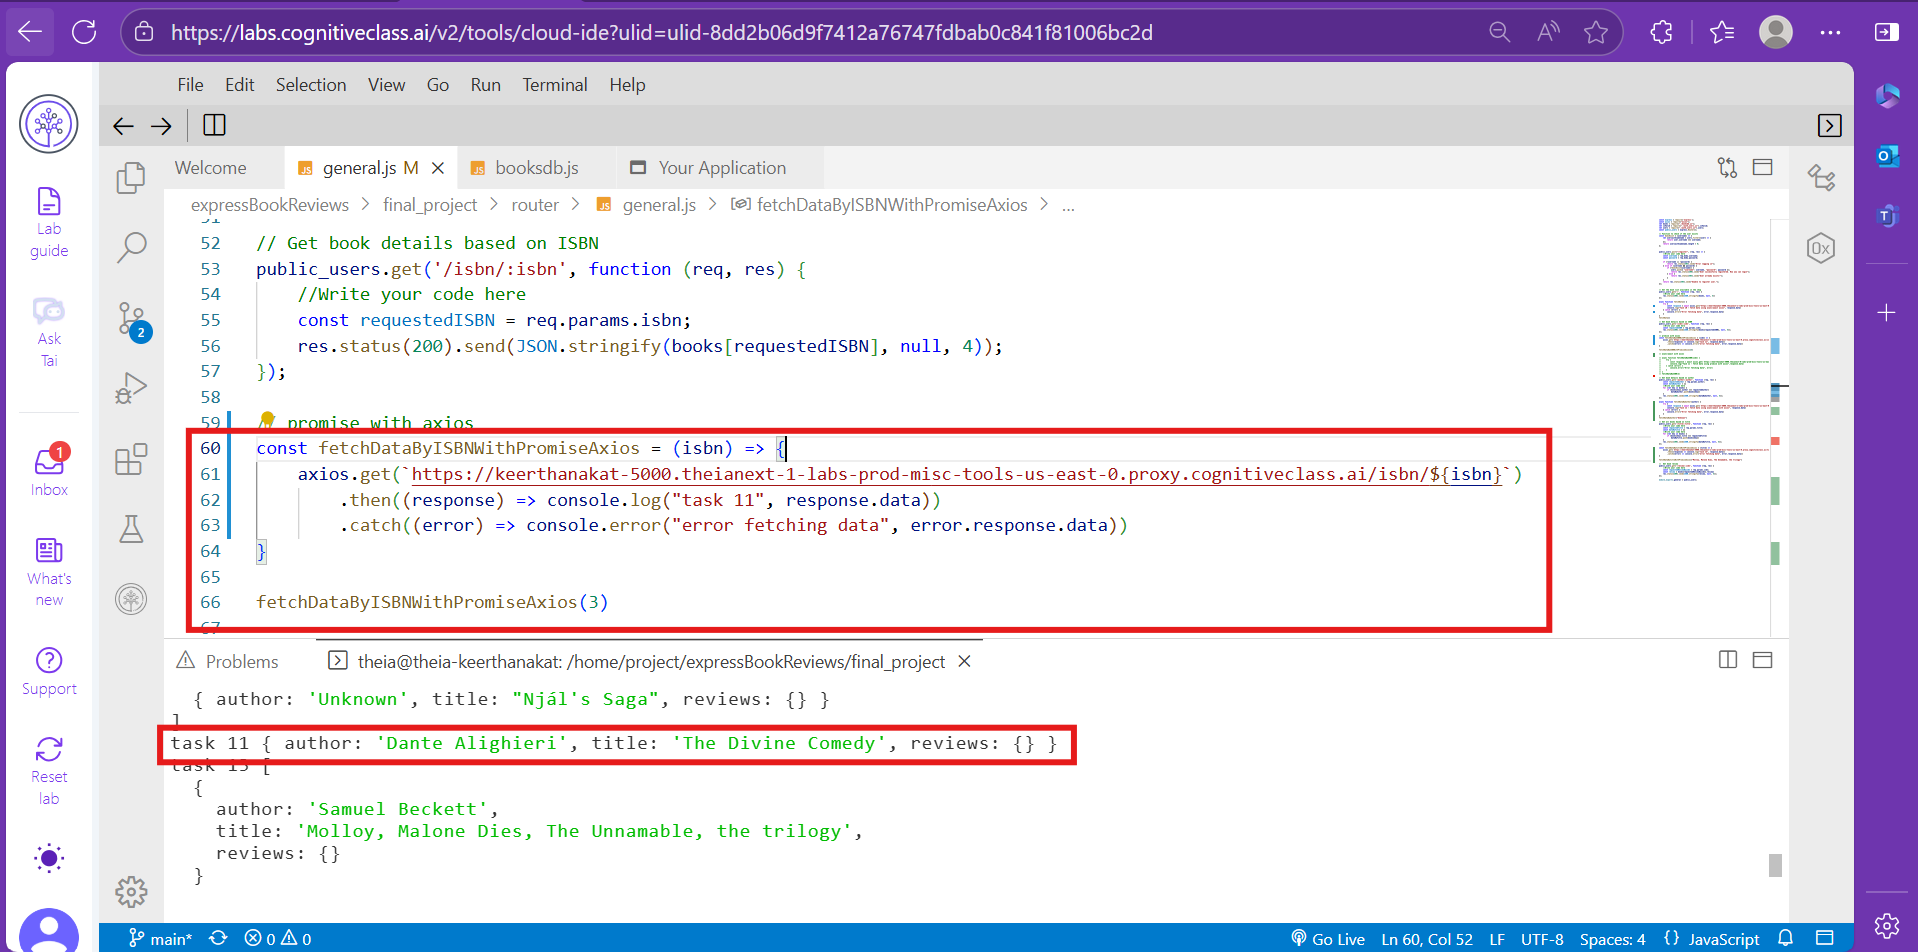 https://labs.cognitiveclass.ai/v2/tools/cloud-ide?ulid=ulid-8dd2b06d9f7412a76747fdbab0c841f81006bc2d
File Edit Selection View Go Run Terminal Help
Welcome general.js M booksdb.js Your Application
expressBookReviews > final_project > router > general.js > fetchDataByISBNWithPromiseAxios > ...
Lab
guide
Ask
Tai
1
Inbox
What's
new
Support
Reset
lab
2
51
52 // Get book details based on ISBN
53 public_users.get('/isbn/:isbn', function (req, res) {
54 //Write your code here
55 const requestedISBN = req.params.isbn;
56 res.status(200).send(JSON.stringify(books[requestedISBN], null, 4));
57 });
58
59 promise with axios
60 const fetchDataByISBNWithPromiseAxios = (isbn) => {
61 axios.get(`https://keerthanakat-5000.theianext-1-labs-prod-misc-tools-us-east-0.proxy.cognitiveclass.ai/isbn/${isbn}`)
62 .then((response) => console.log("task 11", response.data))
63 .catch((error) => console.error("error fetching data", error.response.data))
64 }
65
66 fetchDataByISBNWithPromiseAxios(3)
67
Problems theia@theia-keerthanakat: /home/project/expressBookReviews/final_project
{ author: 'Unknown', title: "Njál's Saga", reviews: {} }
]
task 11 { author: 'Dante Alighieri', title: 'The Divine Comedy', reviews: {} }
task 13 [
{
author: 'Samuel Beckett',
title: 'Molloy, Malone Dies, The Unnamable, the trilogy',
reviews: {}
}
main* 0 0 Go Live Ln 60, Col 52 LF UTF-8 Spaces: 4 {} JavaScript